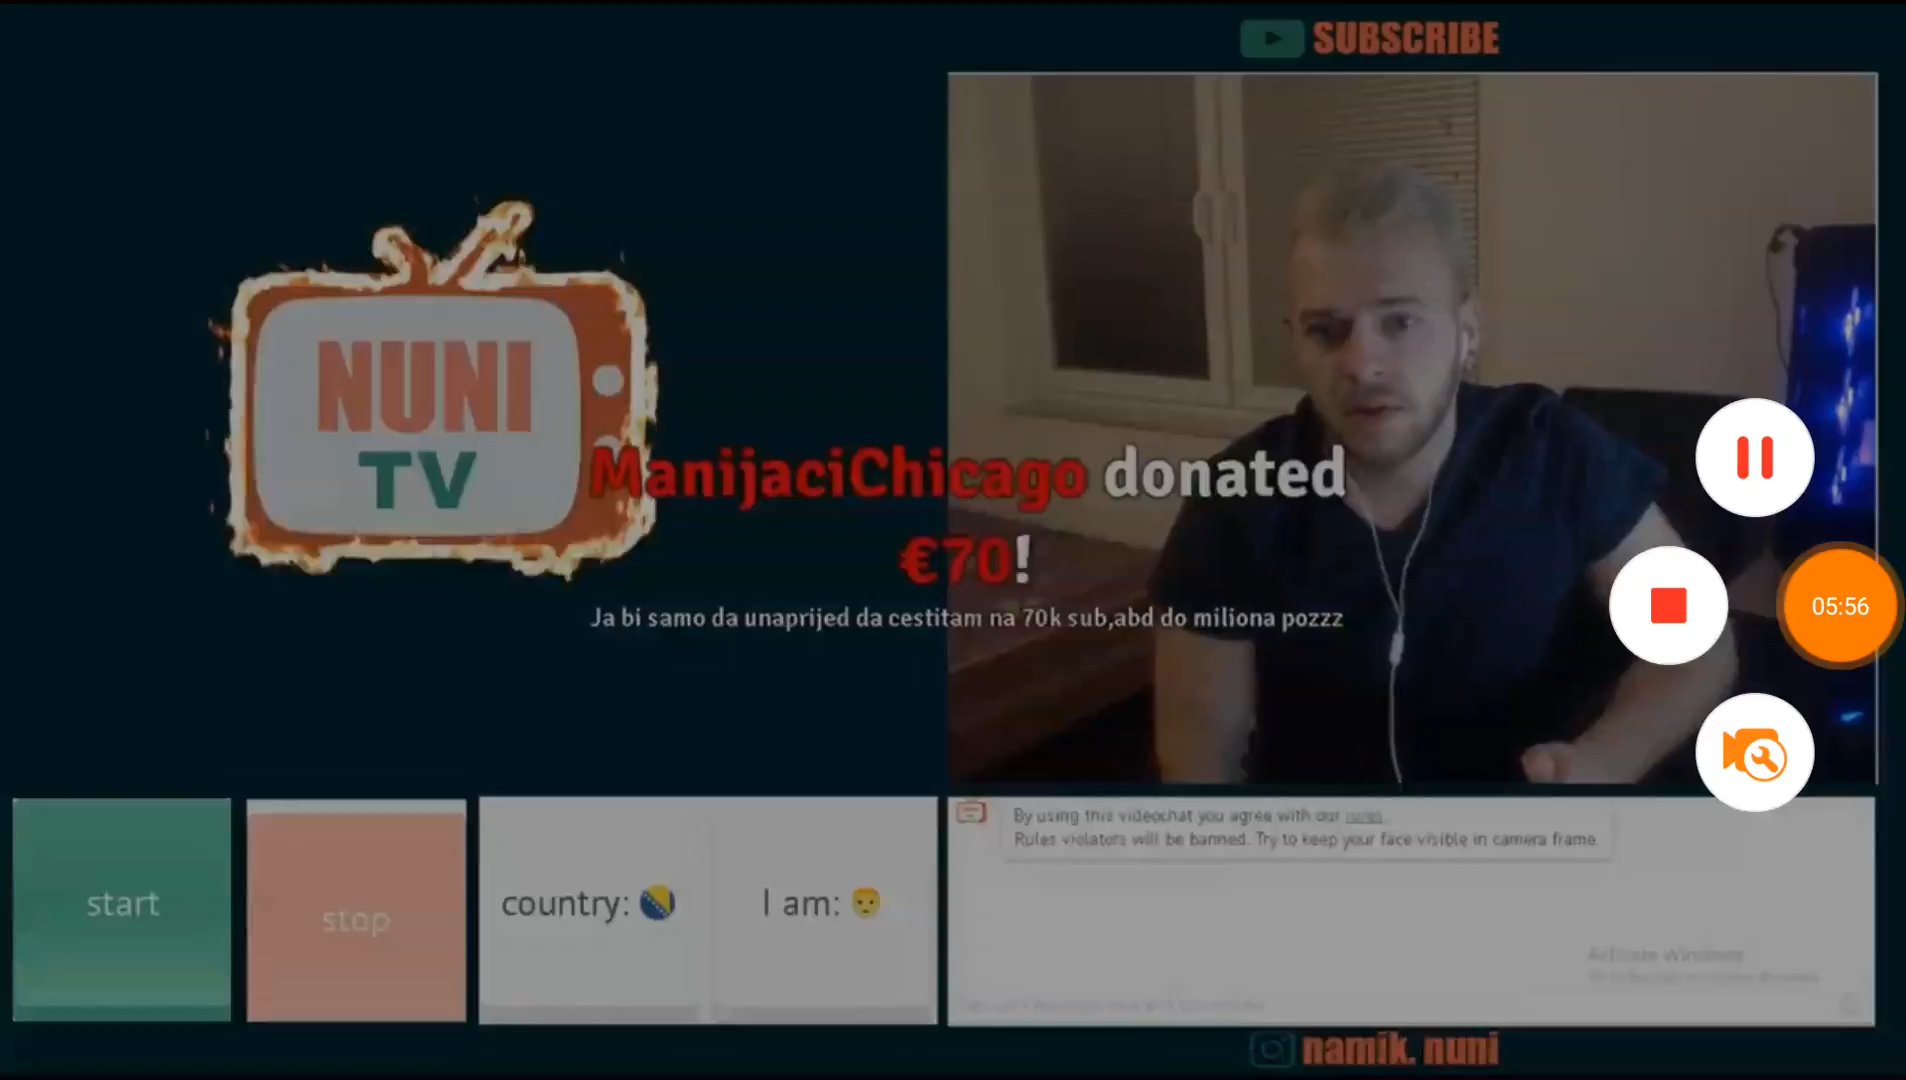 SUBSCRIBE
NUNI
TV
ManijaciChicago donated
€70!
Ja bi samo da unaprijed da cestitam na 70k sub,abd do miliona pozzz
05:56
start
stop
country:
I am:
By using this videochat you agree with our rules.
Rules violators will be banned. Try to keep your face visible in camera frame.
Activate Windows
namik. nuni